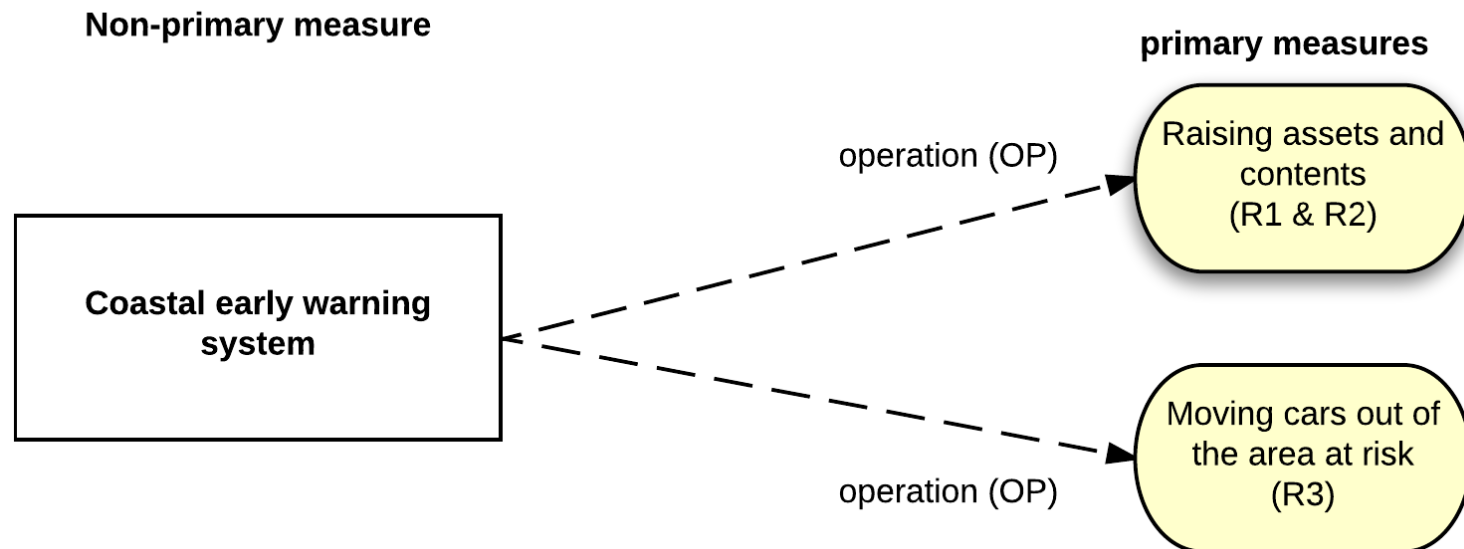 Non-primary measure
primary measures
Raising assets and
contents
(R1 & R2)
operation (OP)
Coastal early warning
system
Moving cars out of
the area at risk
(R3)
operation (OP)